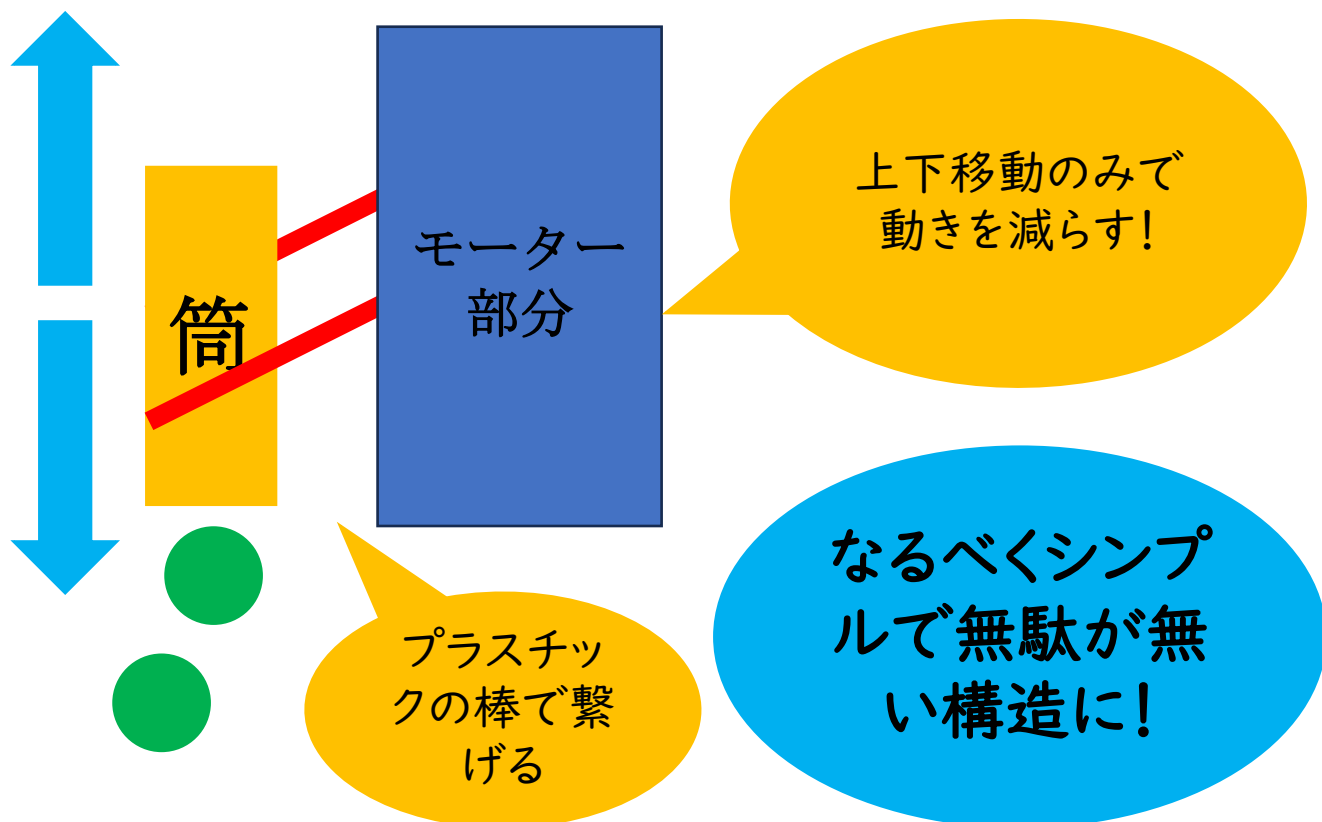 上下移動のみで
動きを減らす!
モーター
部分
筒
なるべくシンプ
ルで無駄が無
い構造に!
プラスチッ
クの棒で繋
げる